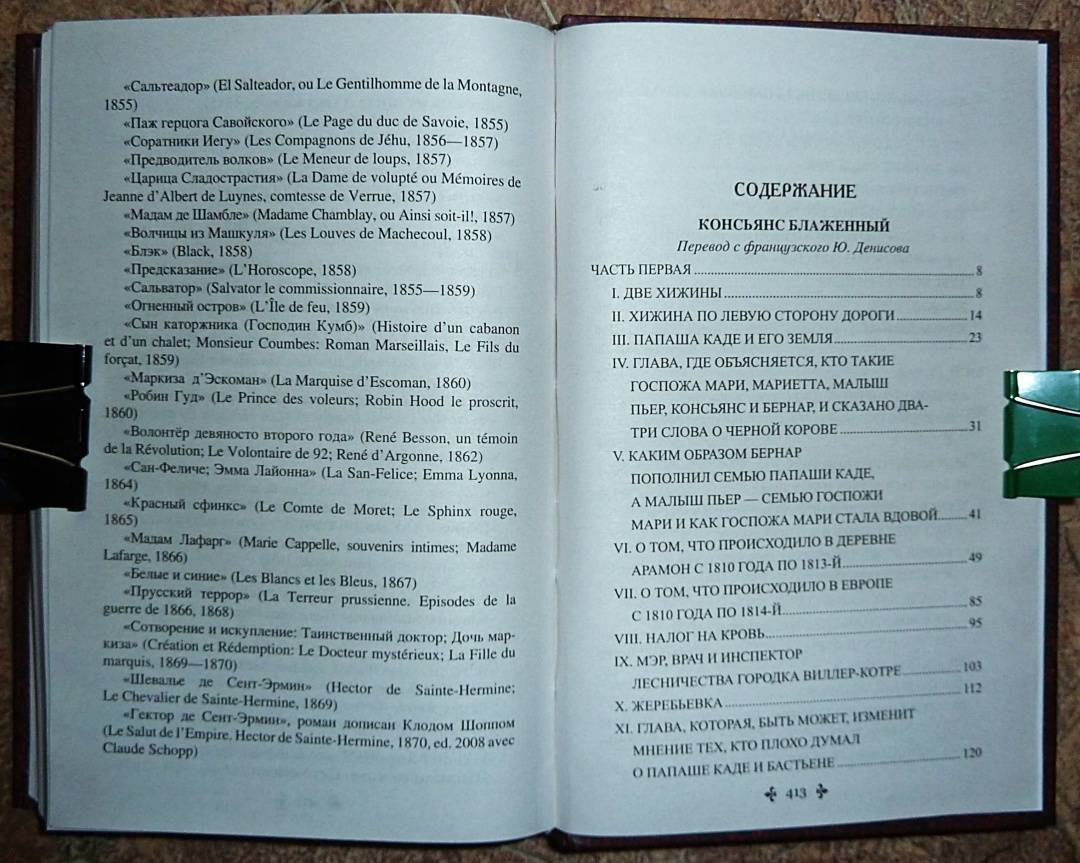 «Сальтеадор» (El Salteador, ou Le Gentilhomme de la Montagne,
1855)
«Паж герцога Савойского» (Le Page du duc de Savoie, 1855)
«Соратники Иегу» (Les Compagnons de Jéhu, 1856—1857)
«Предводитель волков» (Le Meneur de loups, 1857)
«Царица Сладострастия» (La Dame de volupté ou Mémoires de
Jeanne d’Albert de Luynes, comtesse de Verrue, 1857)
«Мадам де Шамбле» (Madame Chamblay, ou Ainsi soit-il!, 1857)
«Волчицы из Машкуля» (Les Louves de Machecoul, 1858)
«Блэк» (Black, 1858)
«Предсказание» (L’Horoscope, 1858)
«Сальватор» (Salvator le commissionnaire, 1855—1859)
«Огненный остров» (L’Île de feu, 1859)
«Сын каторжника (Господин Кумб)» (Histoire d’un cabanon
et d’un chalet; Monsieur Coumbes: Roman Marseillais, Le Fils du
forçat, 1859)
«Маркиза д’Эскоман» (La Marquise d’Escoman, 1860)
«Робин Гуд» (Le Prince des voleurs; Robin Hood le proscrit,
1860)
«Волонтёр девяносто второго года» (René Besson, un témoin
de la Révolution; Le Volontaire de 92; René d’Argonne, 1862)
«Сан-Феличе; Эмма Лайонна» (La San-Felice; Emma Lyonna,
1864)
«Красный сфинкс» (Le Comte de Moret; Le Sphinx rouge,
1865)
«Мадам Лафарг» (Marie Cappelle, souvenirs intimes; Madame
Lafarge, 1866)
«Белые и синие» (Les Blancs et les Bleus, 1867)
«Прусский террор» (La Terreur prussienne. Episodes de la
guerre de 1866, 1868)
«Сотворение и искупление: Таинственный доктор; Дочь мар-
киза» (Création et Rédemption: Le Docteur mystérieux; La Fille du
marquis, 1869—1870)
«Шевалье де Сент-Эрмин» (Hector de Sainte-Hermine;
Le Chevalier de Sainte-Hermine, 1869)
«Гектор де Сент-Эрмин», роман дописан Клодом Шоппом
(Le Salut de l’Empire. Hector de Sainte-Hermine, 1870, ed. 2008 avec
Claude Schopp)
СОДЕРЖАНИЕ
КОНСЬЯНС БЛАЖЕННЫЙ
Перевод с французского Ю. Денисова
ЧАСТЬ ПЕРВАЯ 8
I. ДВЕ ХИЖИНЫ 8
II. ХИЖИНА ПО ЛЕВУЮ СТОРОНУ ДОРОГИ 14
III. ПАПАША КАДЕ И ЕГО ЗЕМЛЯ 23
IV. ГЛАВА, ГДЕ ОБЪЯСНЯЕТСЯ, КТО ТАКИЕ
ГОСПОЖА МАРИ, МАРИЕТТА, МАЛЫШ
ПЬЕР, КОНСЬЯНС И БЕРНАР, И СКАЗАНО ДВА-
ТРИ СЛОВА О ЧЕРНОЙ КОРОВЕ 31
V. КАКИМ ОБРАЗОМ БЕРНАР
ПОПОЛНИЛ СЕМЬЮ ПАПАШИ КАДЕ,
А МАЛЫШ ПЬЕР — СЕМЬЮ ГОСПОЖИ
МАРИ И КАК ГОСПОЖА МАРИ СТАЛА ВДОВОЙ 41
VI. О ТОМ, ЧТО ПРОИСХОДИЛО В ДЕРЕВНЕ
АРАМОН С 1810 ГОДА ПО 1813-Й 49
VII. О ТОМ, ЧТО ПРОИСХОДИЛО В ЕВРОПЕ
С 1810 ГОДА ПО 1814-Й 85
VIII. НАЛОГ НА КРОВЬ 95
IX. МЭР, ВРАЧ И ИНСПЕКТОР
ЛЕСНИЧЕСТВА ГОРОДКА ВИЛЛЕР-КОТРЕ 103
X. ЖЕРЕБЬЕВКА 112
XI. ГЛАВА, КОТОРАЯ, БЫТЬ МОЖЕТ, ИЗМЕНИТ
МНЕНИЕ ТЕХ, КТО ПЛОХО ДУМАЛ
О ПАПАШЕ КАДЕ И БАСТЬЕНЕ 120
413